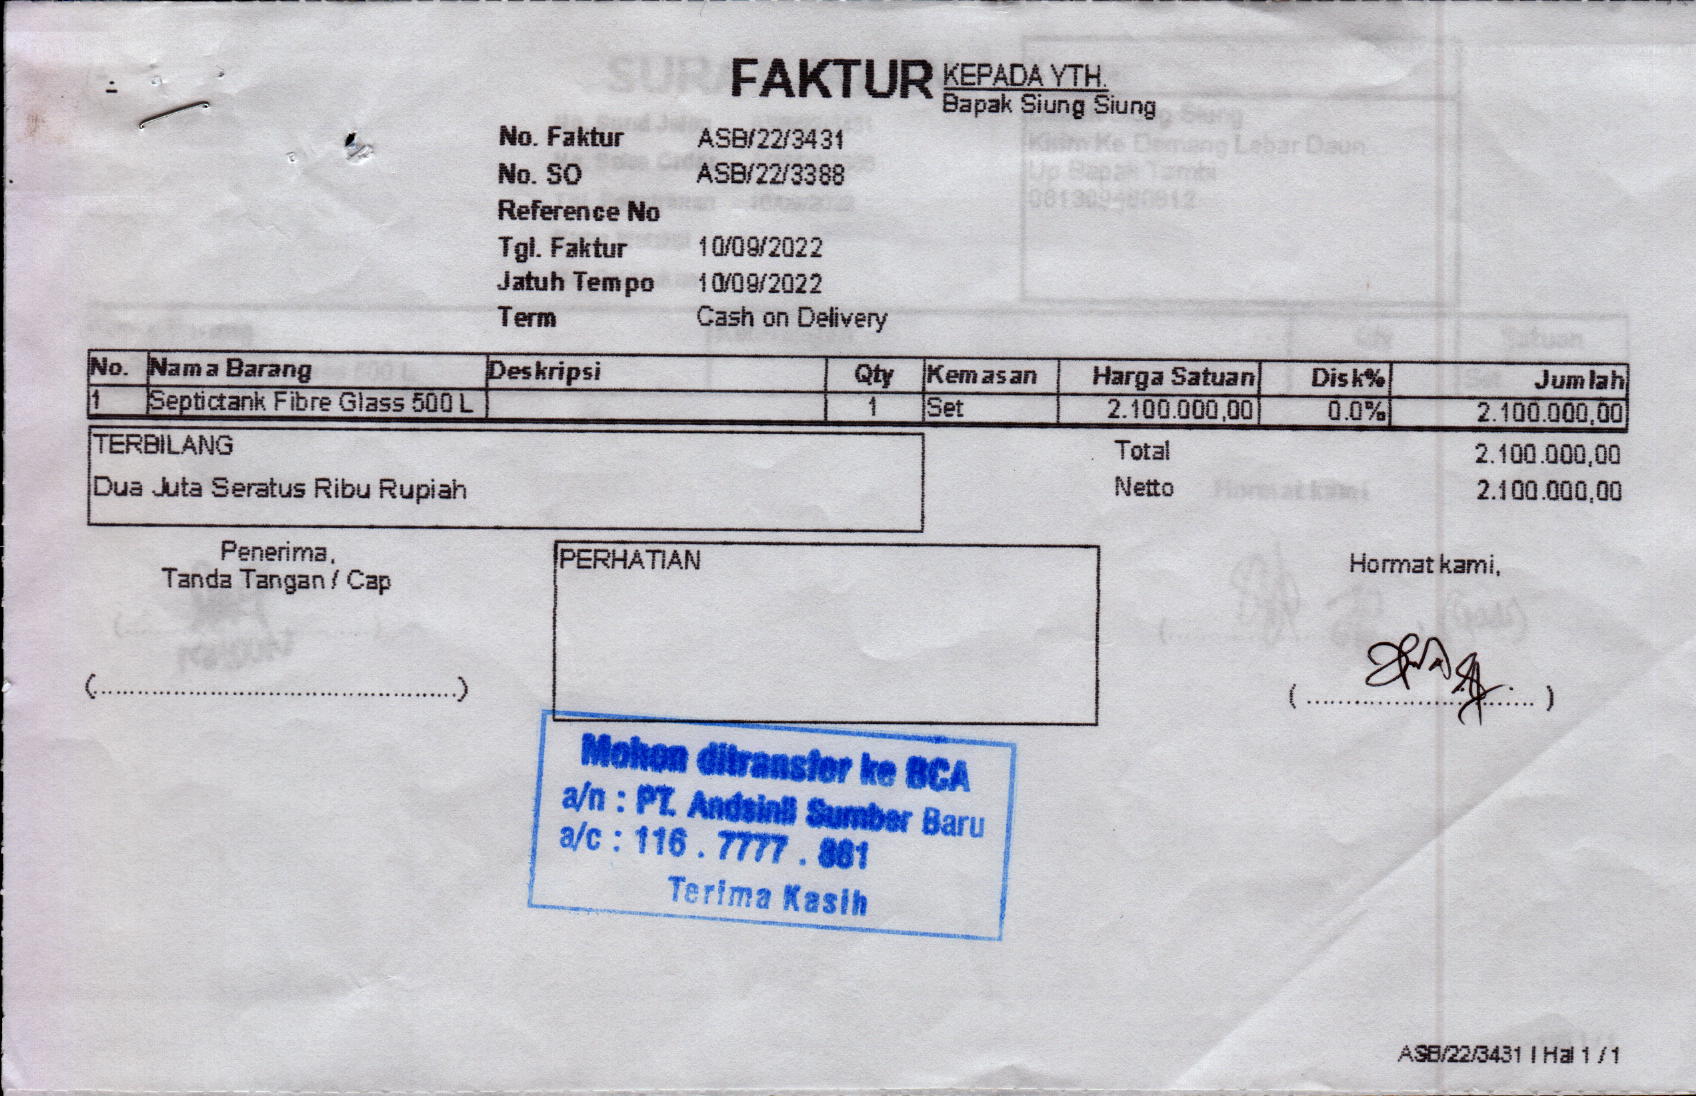 FAKTUR
KEPADA YTH.
Bapak Siung Siung
No. Faktur ASB/22/3431
No. SO ASB/22/3388
Reference No
Tgl. Faktur 10/09/2022
Jatuh Tempo 10/09/2022
Term Cash on Delivery
No. Nama Barang Deskripsi Qty Kemasan Harga Satuan Disk% Jumlah
1 Septictank Fibre Glass 500 L 1 Set 2.100.000,00 0.0% 2.100.000,00
TERBILANG
Dua Juta Seratus Ribu Rupiah
Total 2.100.000,00
Netto 2.100.000,00
Penerima,
Tanda Tangan / Cap
(................................................)
PERHATIAN
Hormat kami,
(..............................)
Mohon ditransfer ke BCA
a/n : PT. Andsinli Sumber Baru
a/c : 116 . 7777 . 881
Terima Kasih
ASB/22/3431 | Hal 1 / 1